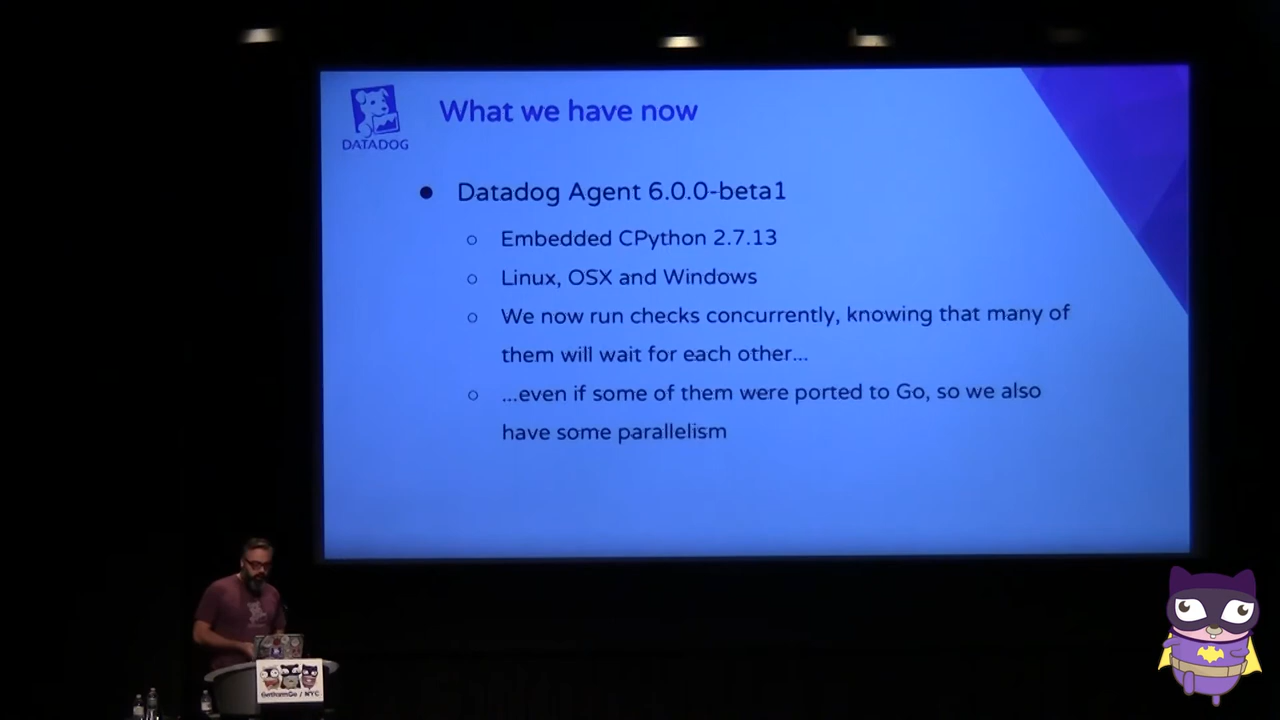 DATADOG
What we have now
● Datadog Agent 6.0.0-beta1
○ Embedded CPython 2.7.13
○ Linux, OSX and Windows
○ We now run checks concurrently, knowing that many of
them will wait for each other...
○ ...even if some of them were ported to Go, so we also
have some parallelism
GothamGo / NYC